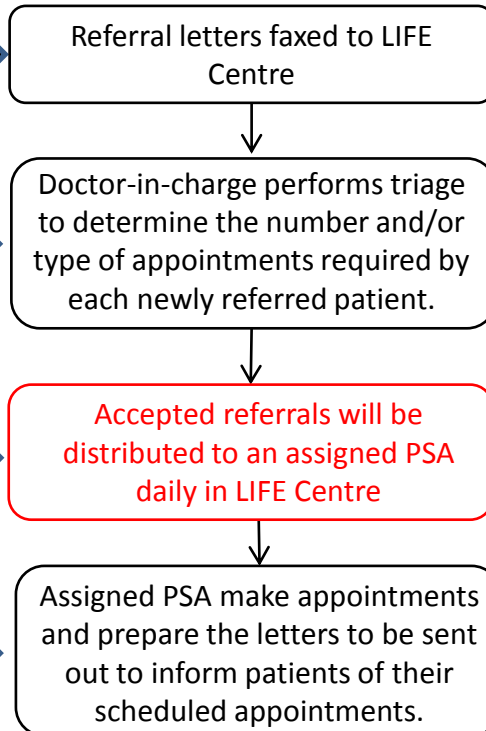 Referral letters faxed to LIFE
Centre
Doctor-in-charge performs triage
to determine the number and/or
type of appointments required by
each newly referred patient.
Accepted referrals will be
distributed to an assigned PSA
daily in LIFE Centre
Assigned PSA make appointments
and prepare the letters to be sent
out to inform patients of their
scheduled appointments.